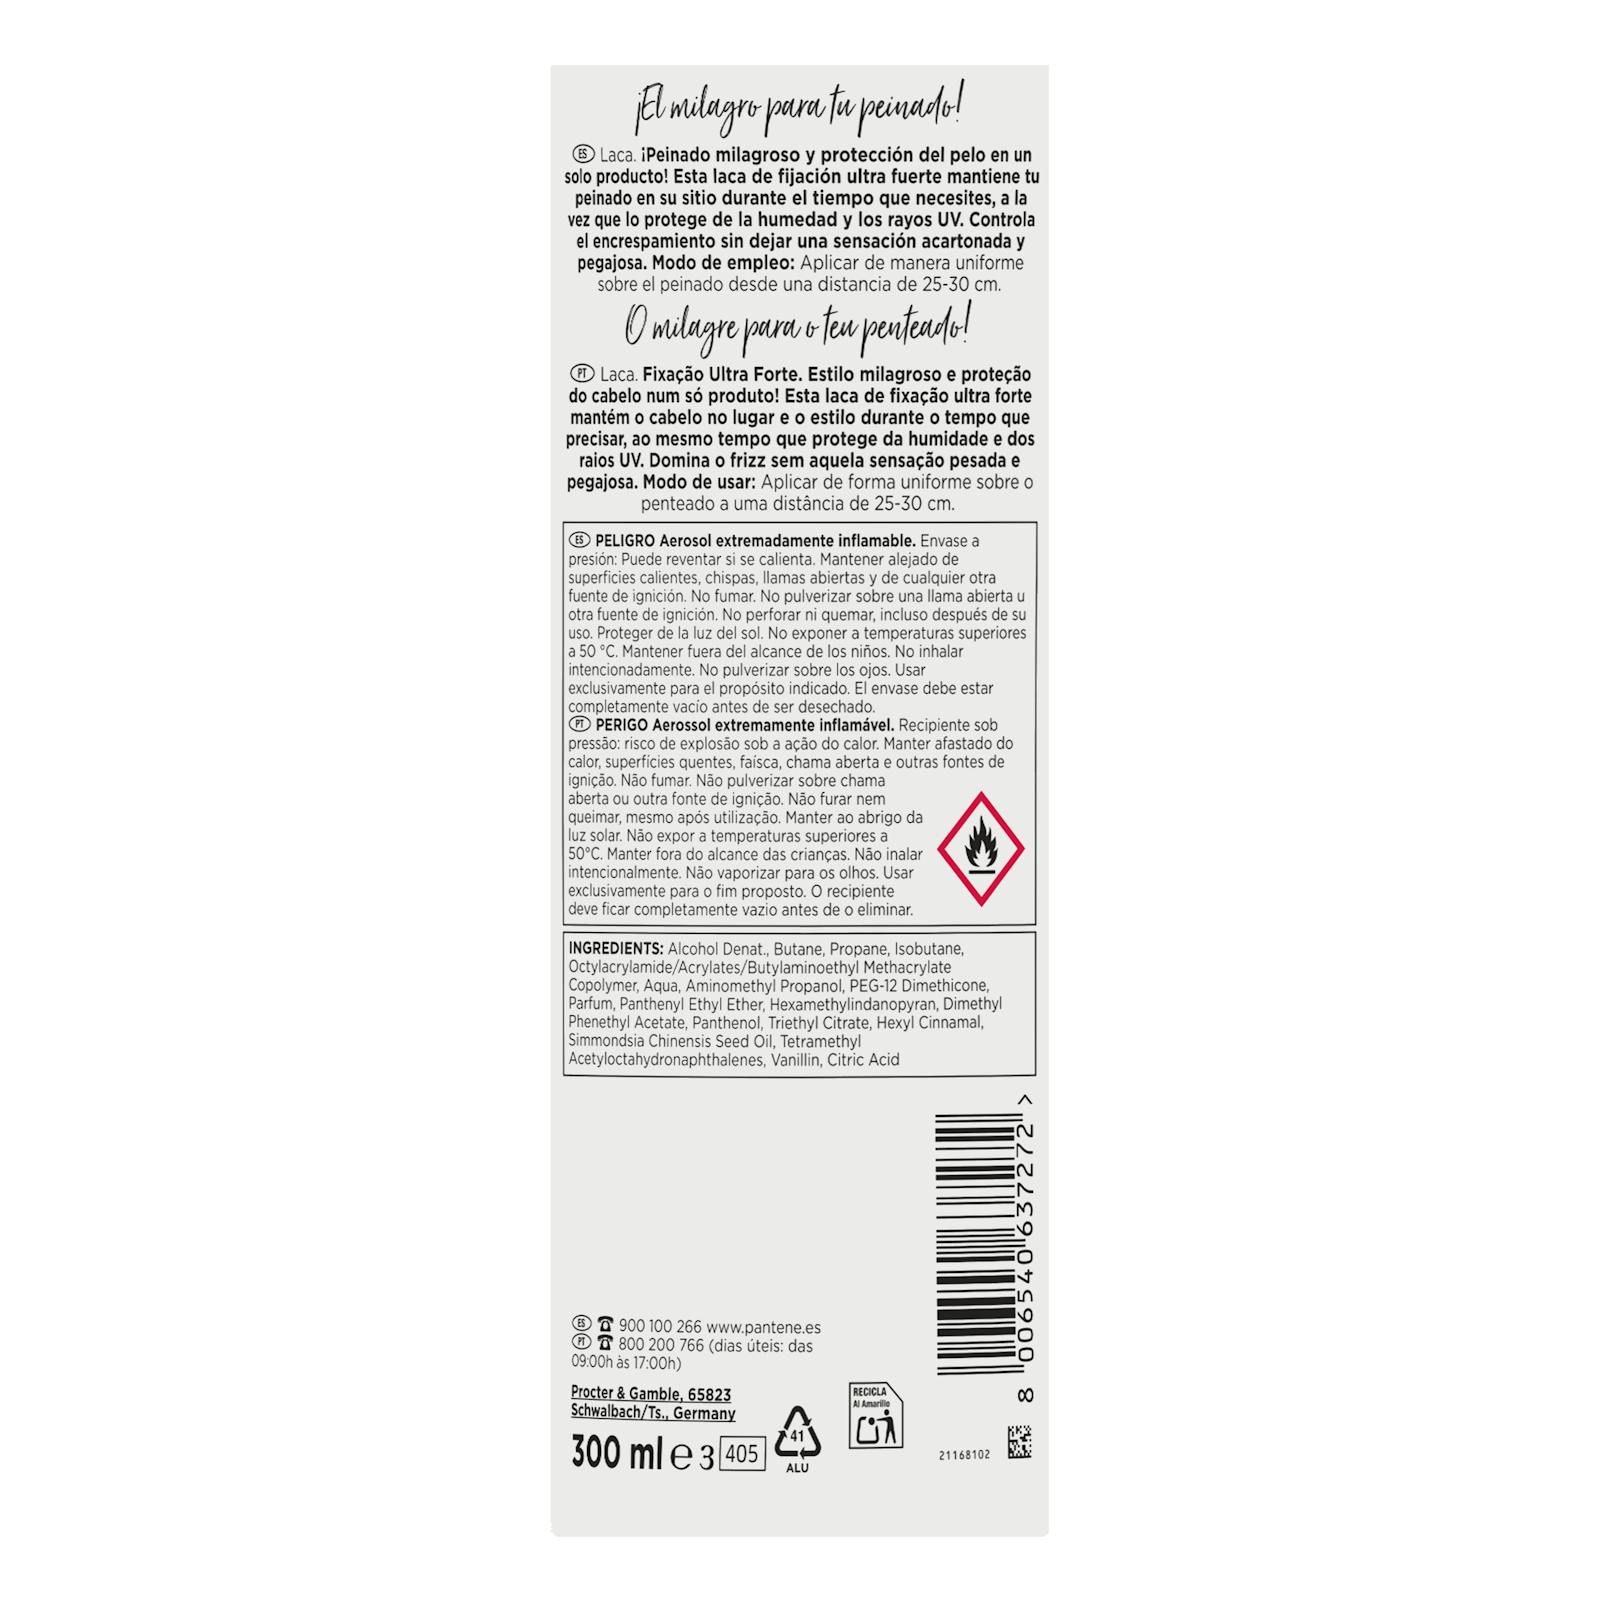 ¡El milagro para tu peinado!
ES Laca. ¡Peinado milagroso y protección del pelo en un
solo producto! Esta laca de fijación ultra fuerte mantiene tu
peinado en su sitio durante el tiempo que necesites, a la
vez que lo protege de la humedad y los rayos UV. Controla
el encrespamiento sin dejar una sensación acartonada y
pegajosa. Modo de empleo: Aplicar de manera uniforme
sobre el peinado desde una distancia de 25-30 cm.
O milagre para o teu penteado!
PT Laca. Fixação Ultra Forte. Estilo milagroso e proteção
do cabelo num só produto! Esta laca de fixação ultra forte
mantém o cabelo no lugar e o estilo durante o tempo que
precisar, ao mesmo tempo que protege da humidade e dos
raios UV. Domina o frizz sem aquela sensação pesada e
pegajosa. Modo de usar: Aplicar de forma uniforme sobre o
penteado a uma distância de 25-30 cm.
ES PELIGRO Aerosol extremadamente inflamable. Envase a
presión: Puede reventar si se calienta. Mantener alejado de
superficies calientes, chispas, llamas abiertas y de cualquier otra
fuente de ignición. No fumar. No pulverizar sobre una llama abierta u
otra fuente de ignición. No perforar ni quemar, incluso después de su
uso. Proteger de la luz del sol. No exponer a temperaturas superiores
a 50 °C. Mantener fuera del alcance de los niños. No inhalar
intencionadamente. No pulverizar sobre los ojos. Usar
exclusivamente para el propósito indicado. El envase debe estar
completamente vacío antes de ser desechado.
PT PERIGO Aerossol extremamente inflamável. Recipiente sob
pressão: risco de explosão sob a ação do calor. Manter afastado do
calor, superfícies quentes, faísca, chama aberta e outras fontes de
ignição. Não fumar. Não pulverizar sobre chama
aberta ou outra fonte de ignição. Não furar nem
queimar, mesmo após utilização. Manter ao abrigo da
luz solar. Não expor a temperaturas superiores a
50°C. Manter fora do alcance das crianças. Não inalar
intencionalmente. Não vaporizar para os olhos. Usar
exclusivamente para o fim proposto. O recipiente
deve ficar completamente vazio antes de o eliminar.
INGREDIENTS: Alcohol Denat., Butane, Propane, Isobutane,
Octylacrylamide/Acrylates/Butylaminoethyl Methacrylate
Copolymer, Aqua, Aminomethyl Propanol, PEG-12 Dimethicone,
Parfum, Panthenyl Ethyl Ether, Hexamethylindanopyran, Dimethyl
Phenethyl Acetate, Panthenol, Triethyl Citrate, Hexyl Cinnamal,
Simmondsia Chinensis Seed Oil, Tetramethyl
Acetyloctahydronaphthalenes, Vanillin, Citric Acid
8 006540 637272 >
ES 900 100 266 www.pantene.es
PT 800 200 766 (dias úteis: das
09:00h às 17:00h)
Procter & Gamble, 65823
Schwalbach/Ts., Germany
300 ml e 3 405
41
ALU
RECICLA
Al Amarillo
21168102